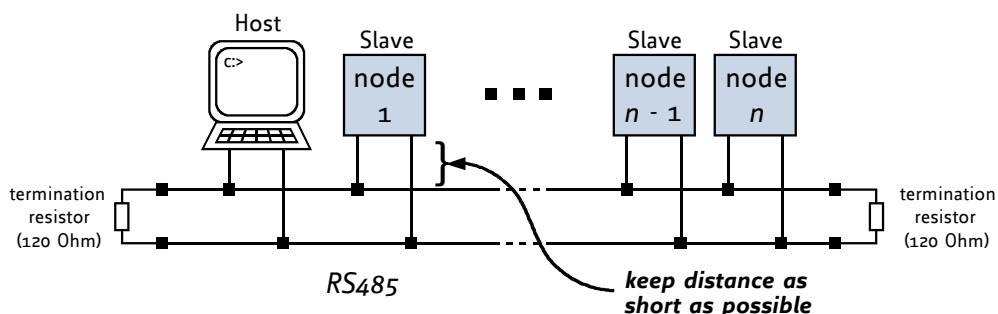 Host
C:>
Slave
node
1
Slave
node
n - 1
Slave
node
n
termination
resistor
(120 Ohm)
termination
resistor
(120 Ohm)
RS485
keep distance as
short as possible